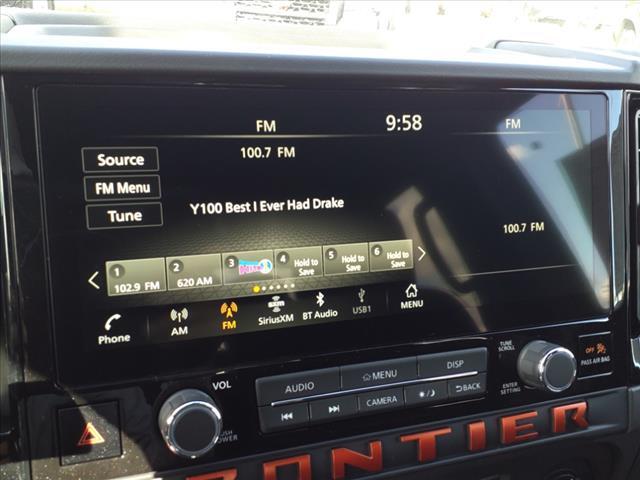 FM
9:58
FM
100.7 FM
Source
FM Menu
Tune
Y100 Best I Ever Had Drake
100.7 FM
1
102.9 FM
2
620 AM
3
4
Hold to
Save
5
Hold to
Save
6
Hold to
Save
Phone
AM
FM
SiriusXM
BT Audio
USB1
MENU
VOL
PUSH
POWER
AUDIO
MENU
DISP
CAMERA
BACK
TUNE
SCROLL
ENTER
SETTING
OFF
PASS AIR BAG
FRONTIER